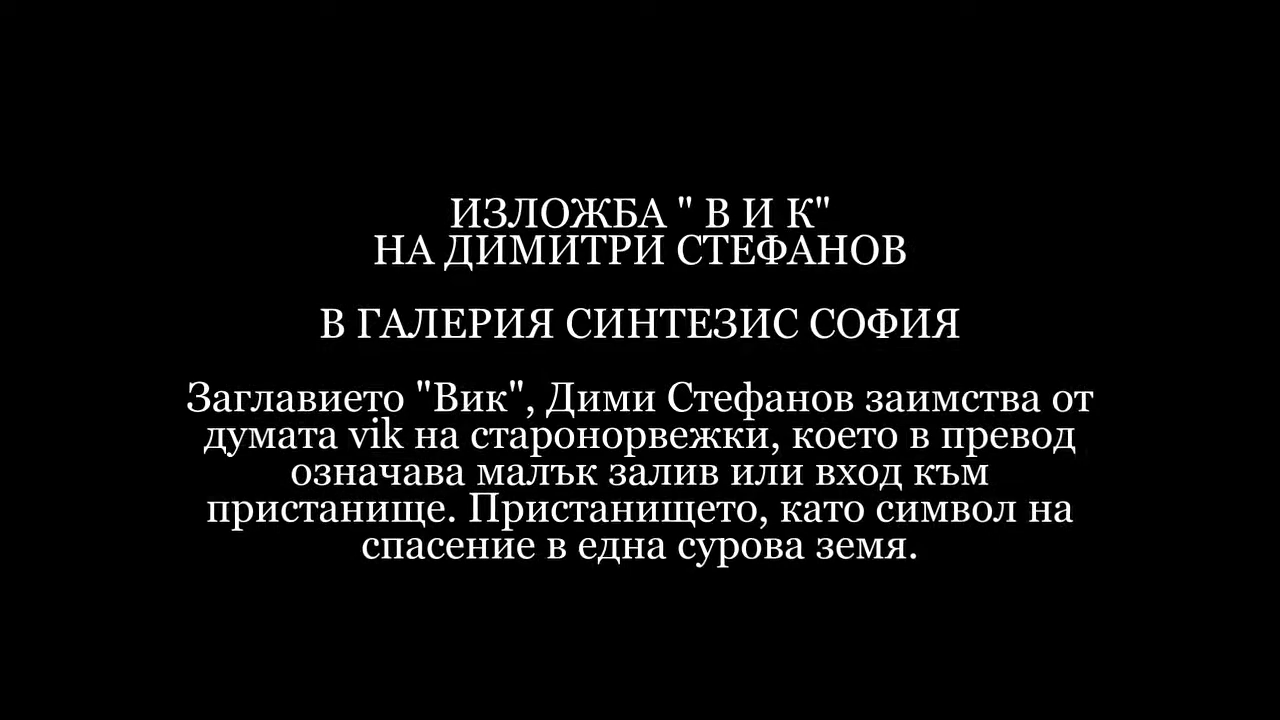 ИЗЛОЖБА " В И К"
НА ДИМИТРИ СТЕФАНОВ
В ГАЛЕРИЯ СИНТЕЗИС СОФИЯ
Заглавието "Вик", Дими Стефанов заимства от
думата vik на старонорвежки, което в превод
означава малък залив или вход към
пристанище. Пристанището, като символ на
спасение в една сурова земя.